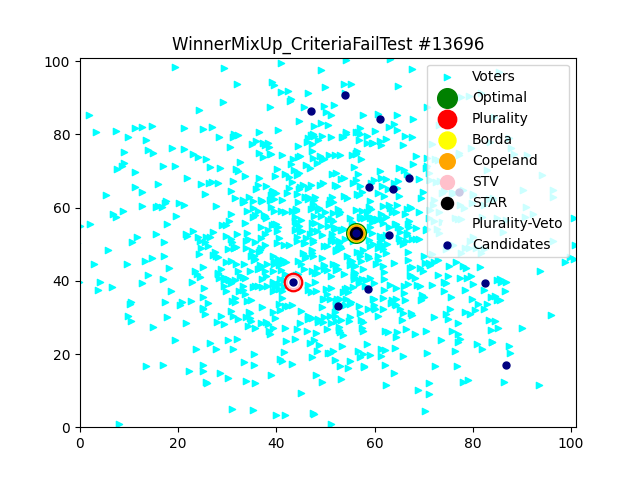 WinnerMixUp_CriteriaFailTest #13696
100
80
60
40
20
0
0
20
40
60
80
100
Voters
Optimal
Plurality
Borda
Copeland
STV
STAR
Plurality-Veto
Candidates